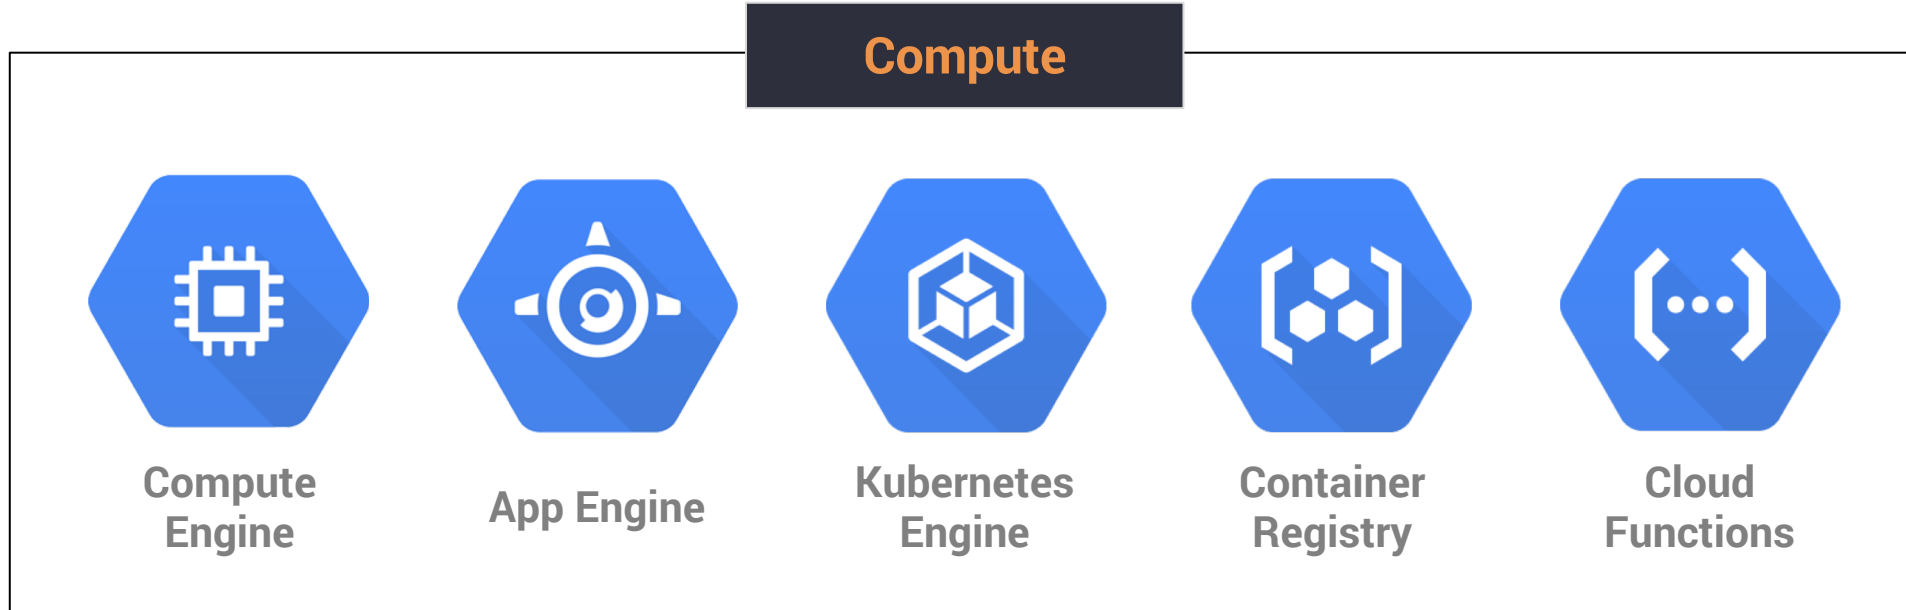 Compute
Compute
Engine
App Engine
Kubernetes
Engine
Container
Registry
Cloud
Functions